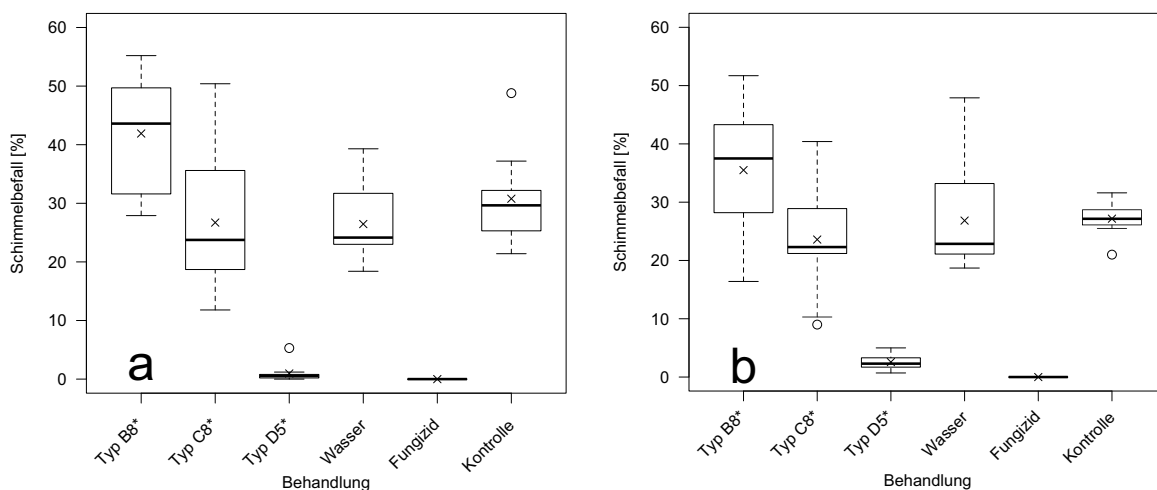 60
50
40
30
20
10
0
Schimmelbefall [%]
a
Typ B8*
Typ C8*
Typ D5*
Wasser
Fungizid
Kontrolle
Behandlung
60
50
40
30
20
10
0
Schimmelbefall [%]
b
Typ B8*
Typ C8*
Typ D5*
Wasser
Fungizid
Kontrolle
Behandlung